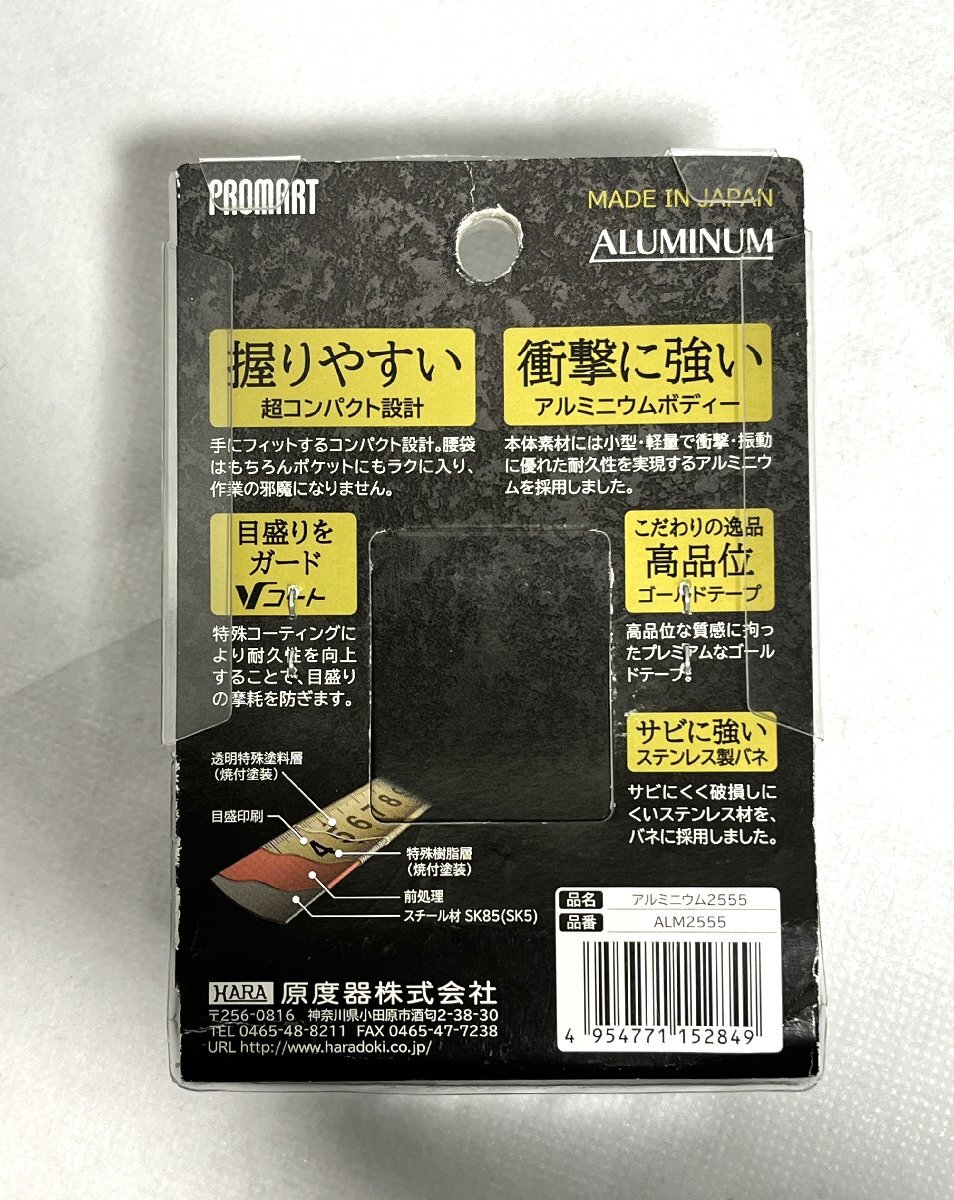 PROMART
MADE IN JAPAN
ALUMINUM
握りやすい
超コンパクト設計
手にフィットするコンパクト設計。腰袋
はもちろんポケットにもラクに入り、
作業の邪魔になりません。
衝撃に強い
アルミニウムボディー
本体素材には小型・軽量で衝撃・振動
に優れた耐久性を実現するアルミニウ
ムを採用しました。
目盛りを
ガード
Vコート
特殊コーティングに
より耐久性を向上
することで、目盛り
の摩耗を防ぎます。
こだわりの逸品
高品位
ゴールドテープ
高品位な質感に拘っ
たプレミアムなゴール
ドテープ。
サビに強い
ステンレス製バネ
サビにくく破損しに
くいステンレス材を、
バネに採用しました。
透明特殊塗料層
(焼付塗装)
目盛印刷
4 5 6 7 8
特殊樹脂層
(焼付塗装)
前処理
スチール材 SK85(SK5)
品名 アルミニウム2555
品番 ALM2555
4 954771 152849
HARA 原度器株式会社
〒256-0816 神奈川県小田原市酒匂2-38-30
TEL 0465-48-8211 FAX 0465-47-7238
URL http://www.haradoki.co.jp/